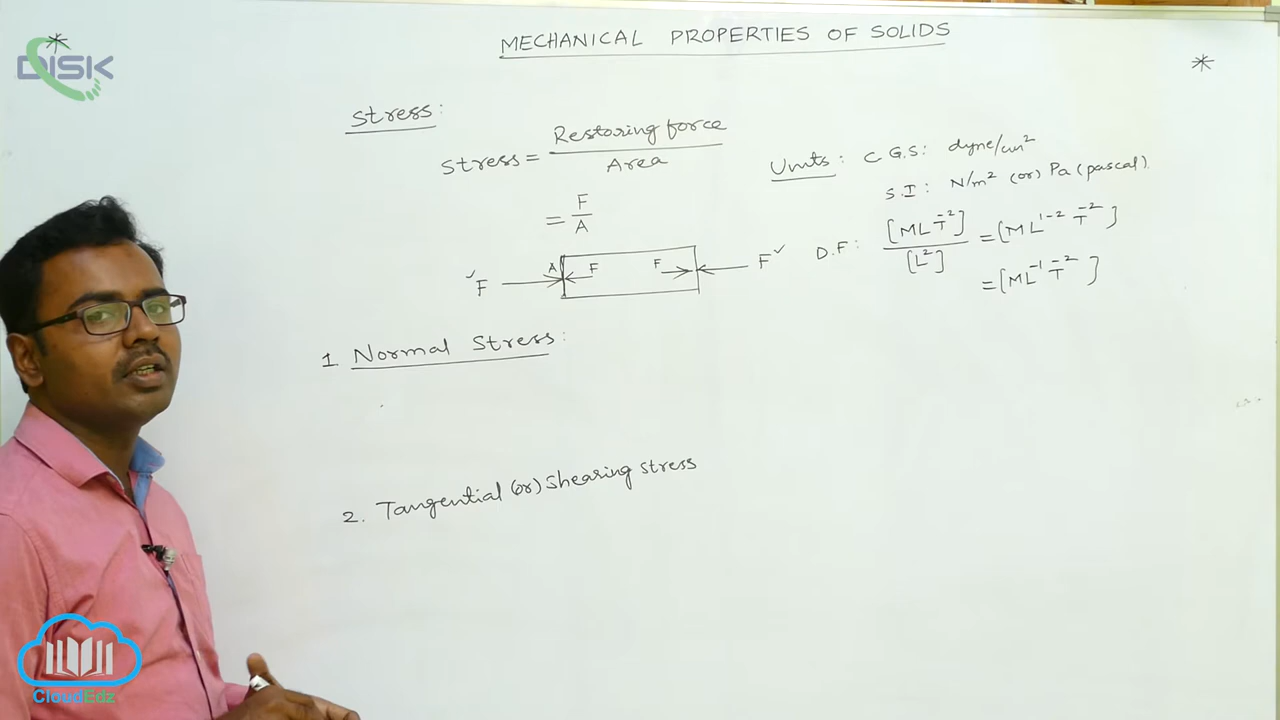 MECHANICAL PROPERTIES OF SOLIDS
*
*
DISK
Stress:
Stress = Restoring force / Area
= F / A
Units: C.G.S: dyne/cm²
S.I: N/m² (or) Pa (pascal)
D.F: [MLT⁻²] / [L²] = [ML¹⁻² T⁻²]
= [ML⁻¹ T⁻²]
✓F A F F F✓
1. Normal Stress:
2. Tangential (or) Shearing stress
CloudEdz